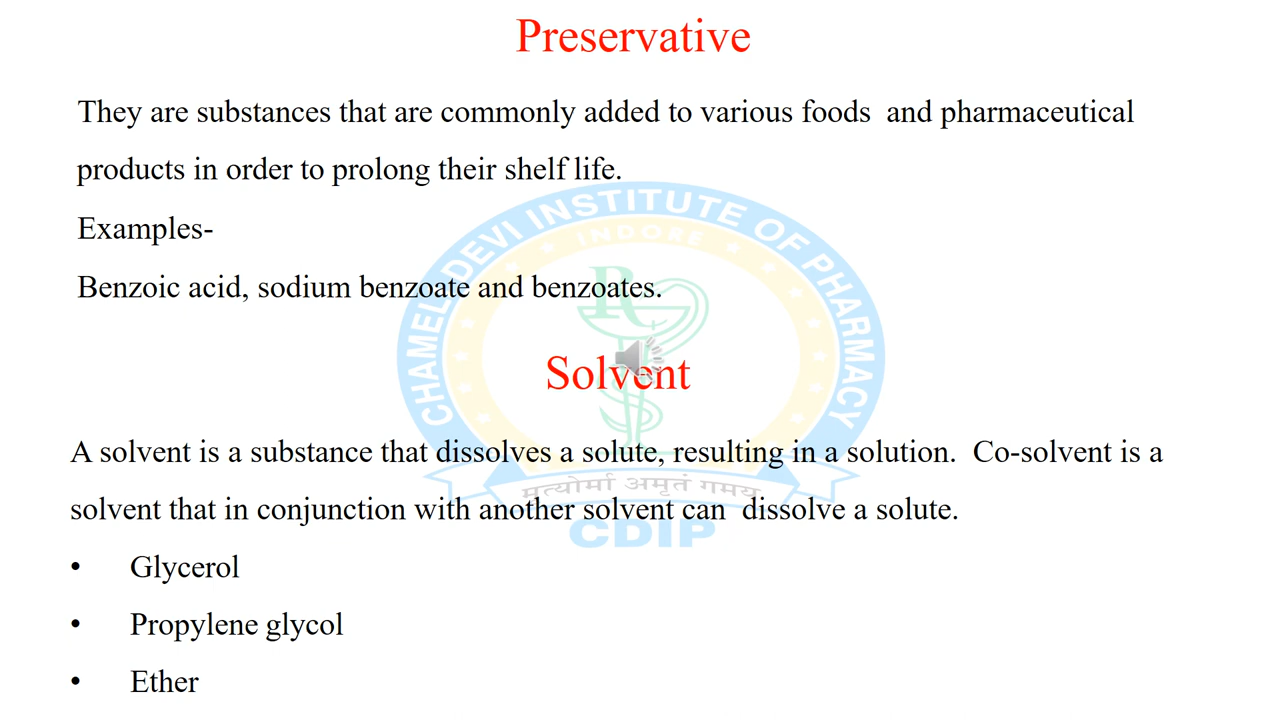 Preservative
They are substances that are commonly added to various foods and pharmaceutical
products in order to prolong their shelf life.
Examples-
Benzoic acid, sodium benzoate and benzoates.
CHAMELI DEVI INSTITUTE OF PHARMACY
INDORE
Rx
Solvent
A solvent is a substance that dissolves a solute, resulting in a solution. Co-solvent is a
मृत्योर्मा अमृतं गमय
solvent that in conjunction with another solvent can dissolve a solute.
CDIP
• Glycerol
• Propylene glycol
• Ether